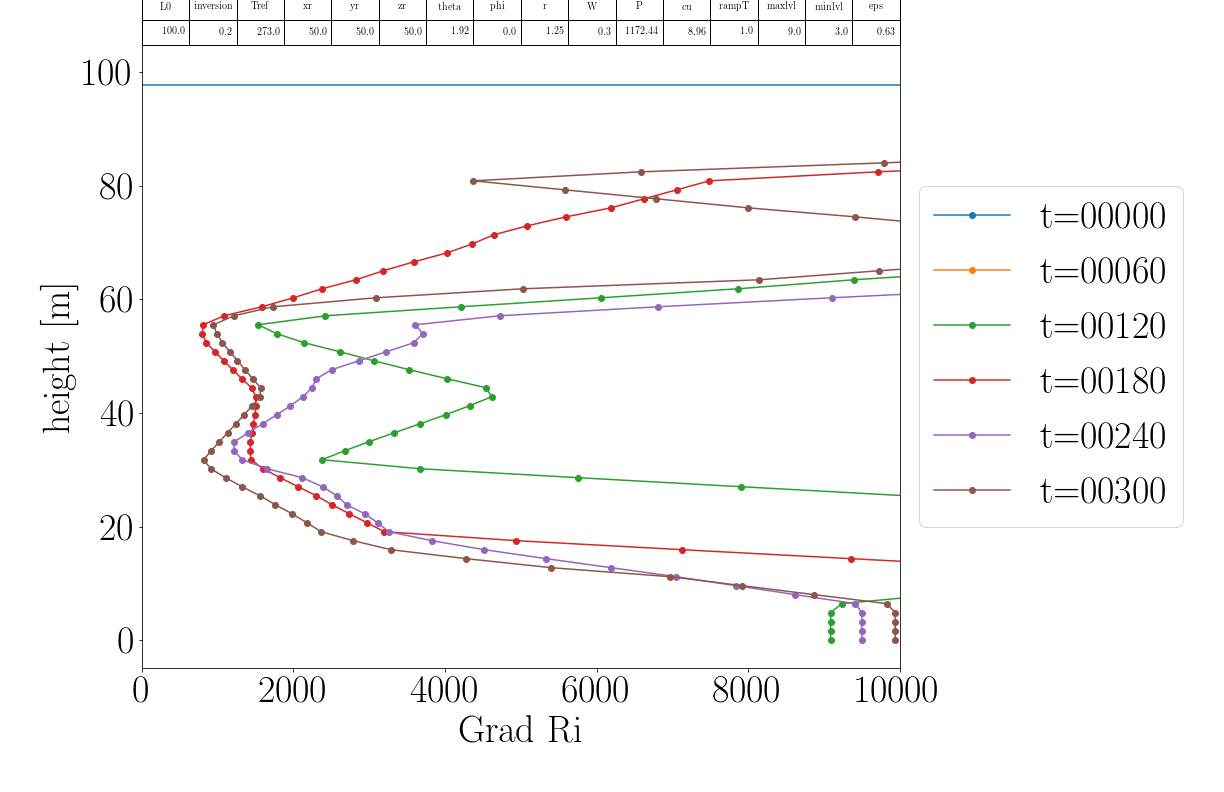 L0 inversion Tref xr yr zr theta phi r W P cu rampT maxlvl minlvl eps
100.0 0.2 273.0 50.0 50.0 50.0 1.92 0.0 1.25 0.3 1172.44 8.96 1.0 9.0 3.0 0.63
100
80
60
40
20
0
height [m]
0 2000 4000 6000 8000 10000
Grad Ri
t=00000
t=00060
t=00120
t=00180
t=00240
t=00300